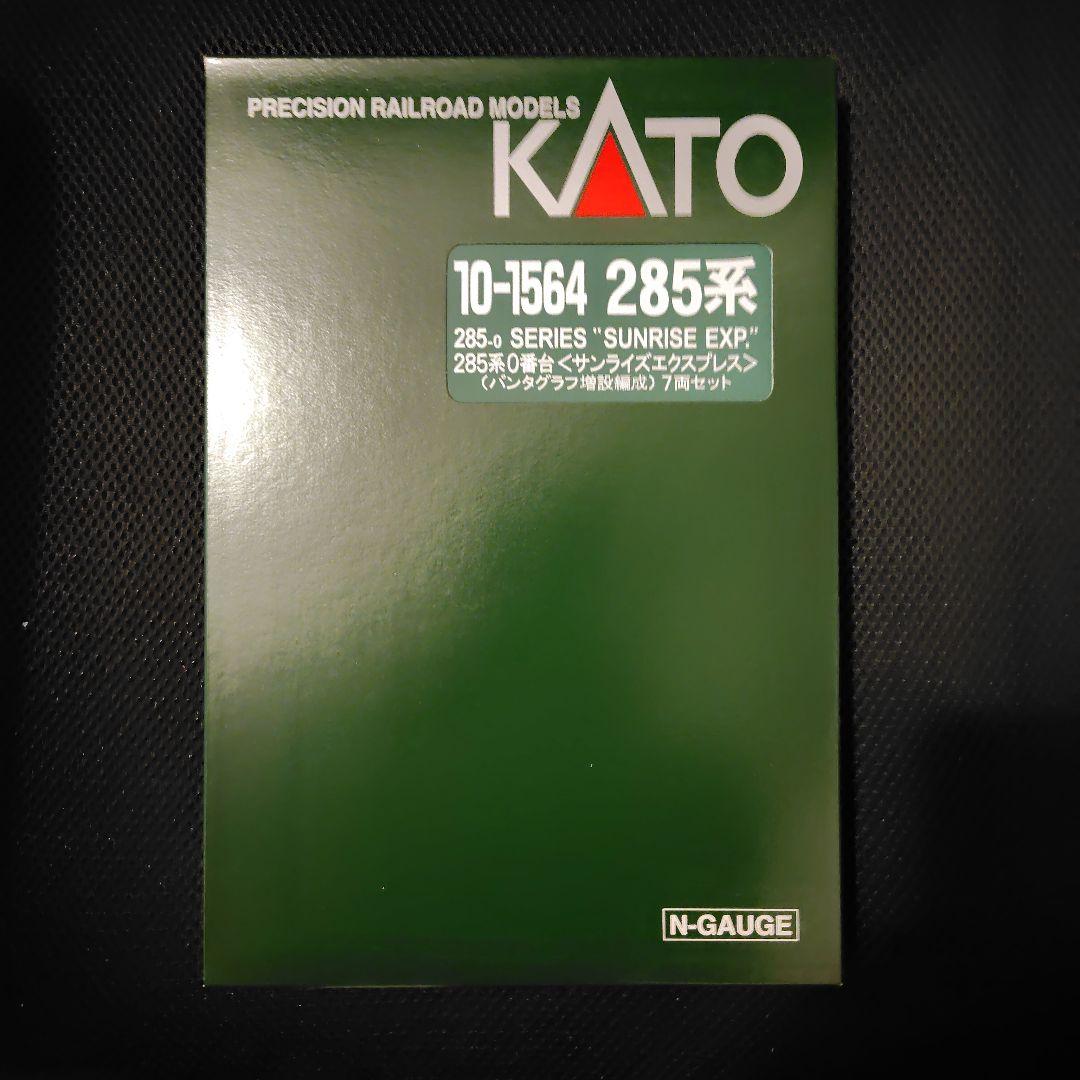 PRECISION RAILROAD MODELS
KATO
10-1564 285系
285-0 SERIES "SUNRISE EXP."
285系0番台<サンライズエクスプレス>
(パンタグラフ増設編成) 7両セット
N-GAUGE